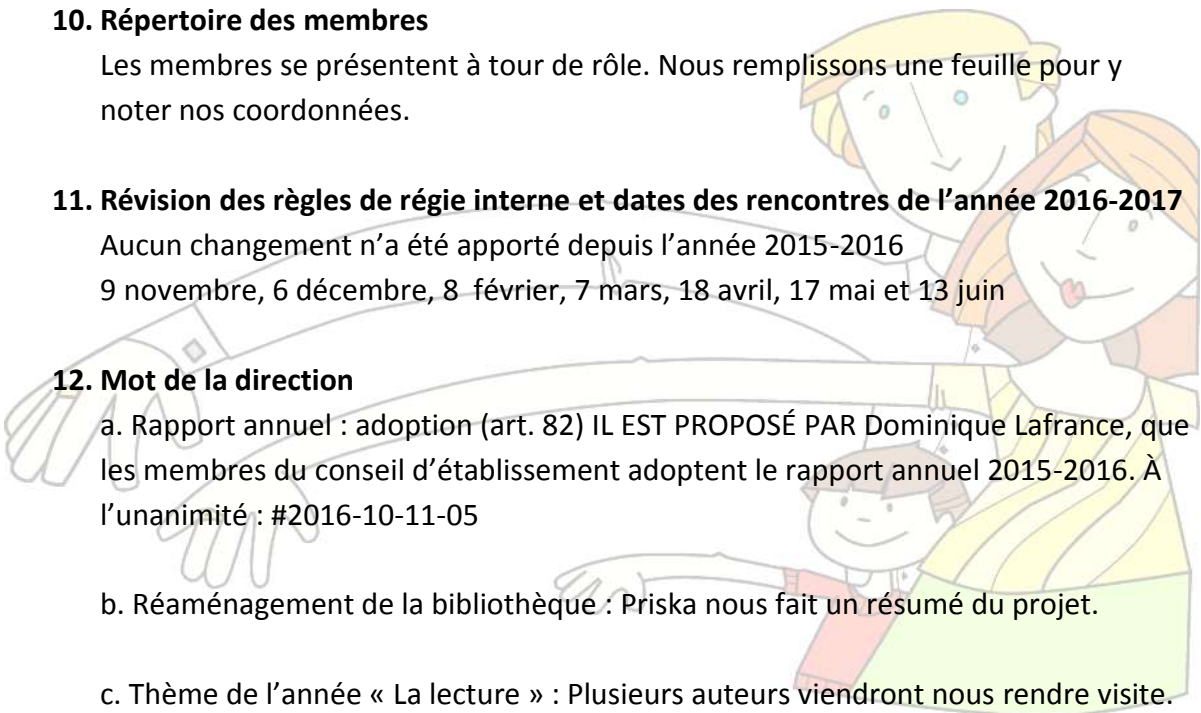 10. Répertoire des membres
Les membres se présentent à tour de rôle. Nous remplissons une feuille pour y
noter nos coordonnées.
11. Révision des règles de régie interne et dates des rencontres de l’année 2016-2017
Aucun changement n’a été apporté depuis l’année 2015-2016
9 novembre, 6 décembre, 8  février, 7 mars, 18 avril, 17 mai et 13 juin
12. Mot de la direction
a. Rapport annuel : adoption (art. 82) IL EST PROPOSÉ PAR Dominique Lafrance, que
les membres du conseil d’établissement adoptent le rapport annuel 2015-2016. À
l’unanimité : #2016-10-11-05
b. Réaménagement de la bibliothèque : Priska nous fait un résumé du projet.
c. Thème de l’année « La lecture » : Plusieurs auteurs viendront nous rendre visite.